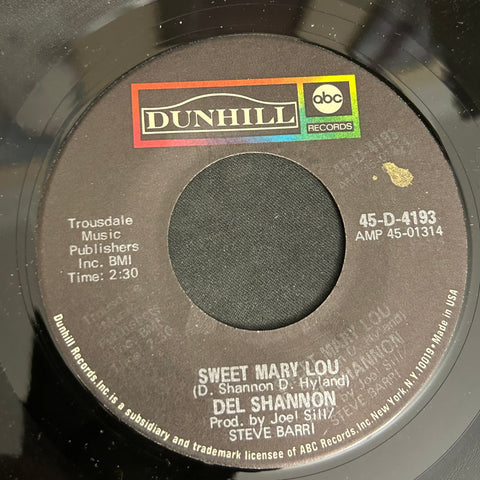 DUNHILL
abc
RECORDS
Trousdale
Music
Publishers
Inc. BMI
Time: 2:30
45-D-4193
AMP 45-01314
SWEET MARY LOU
(D. Shannon D. Hyland)
DEL SHANNON
Prod. by Joel Sill/
STEVE BARRI
Dunhill Records, Inc. is a subsidiary and trademark licensee of ABC Records, Inc. New York, N.Y. 10019 • Made in USA